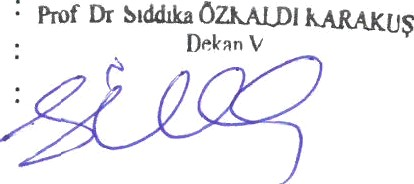 : Prof Dr Sıddıka ÖZKALDI KARAKUŞ
: Dekan V
: